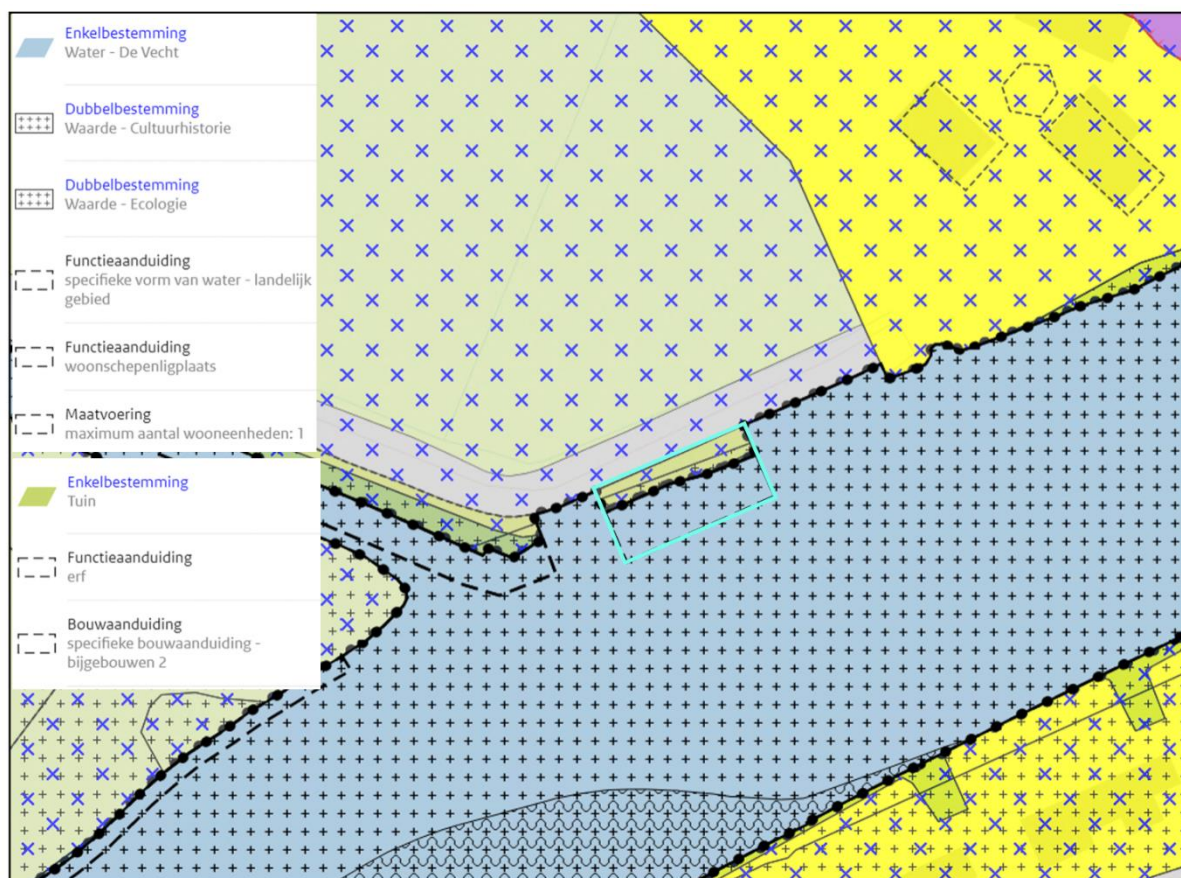 Enkelbestemming
Water - De Vecht
Dubbelbestemming
Waarde - Cultuurhistorie
Dubbelbestemming
Waarde - Ecologie
Functieaanduiding
specifieke vorm van water - landelijk
gebied
Functieaanduiding
woonschepenligplaats
Maatvoering
maximum aantal wooneenheden: 1
Enkelbestemming
Tuin
Functieaanduiding
erf
Bouwaanduiding
specifieke bouwaanduiding -
bijgebouwen 2